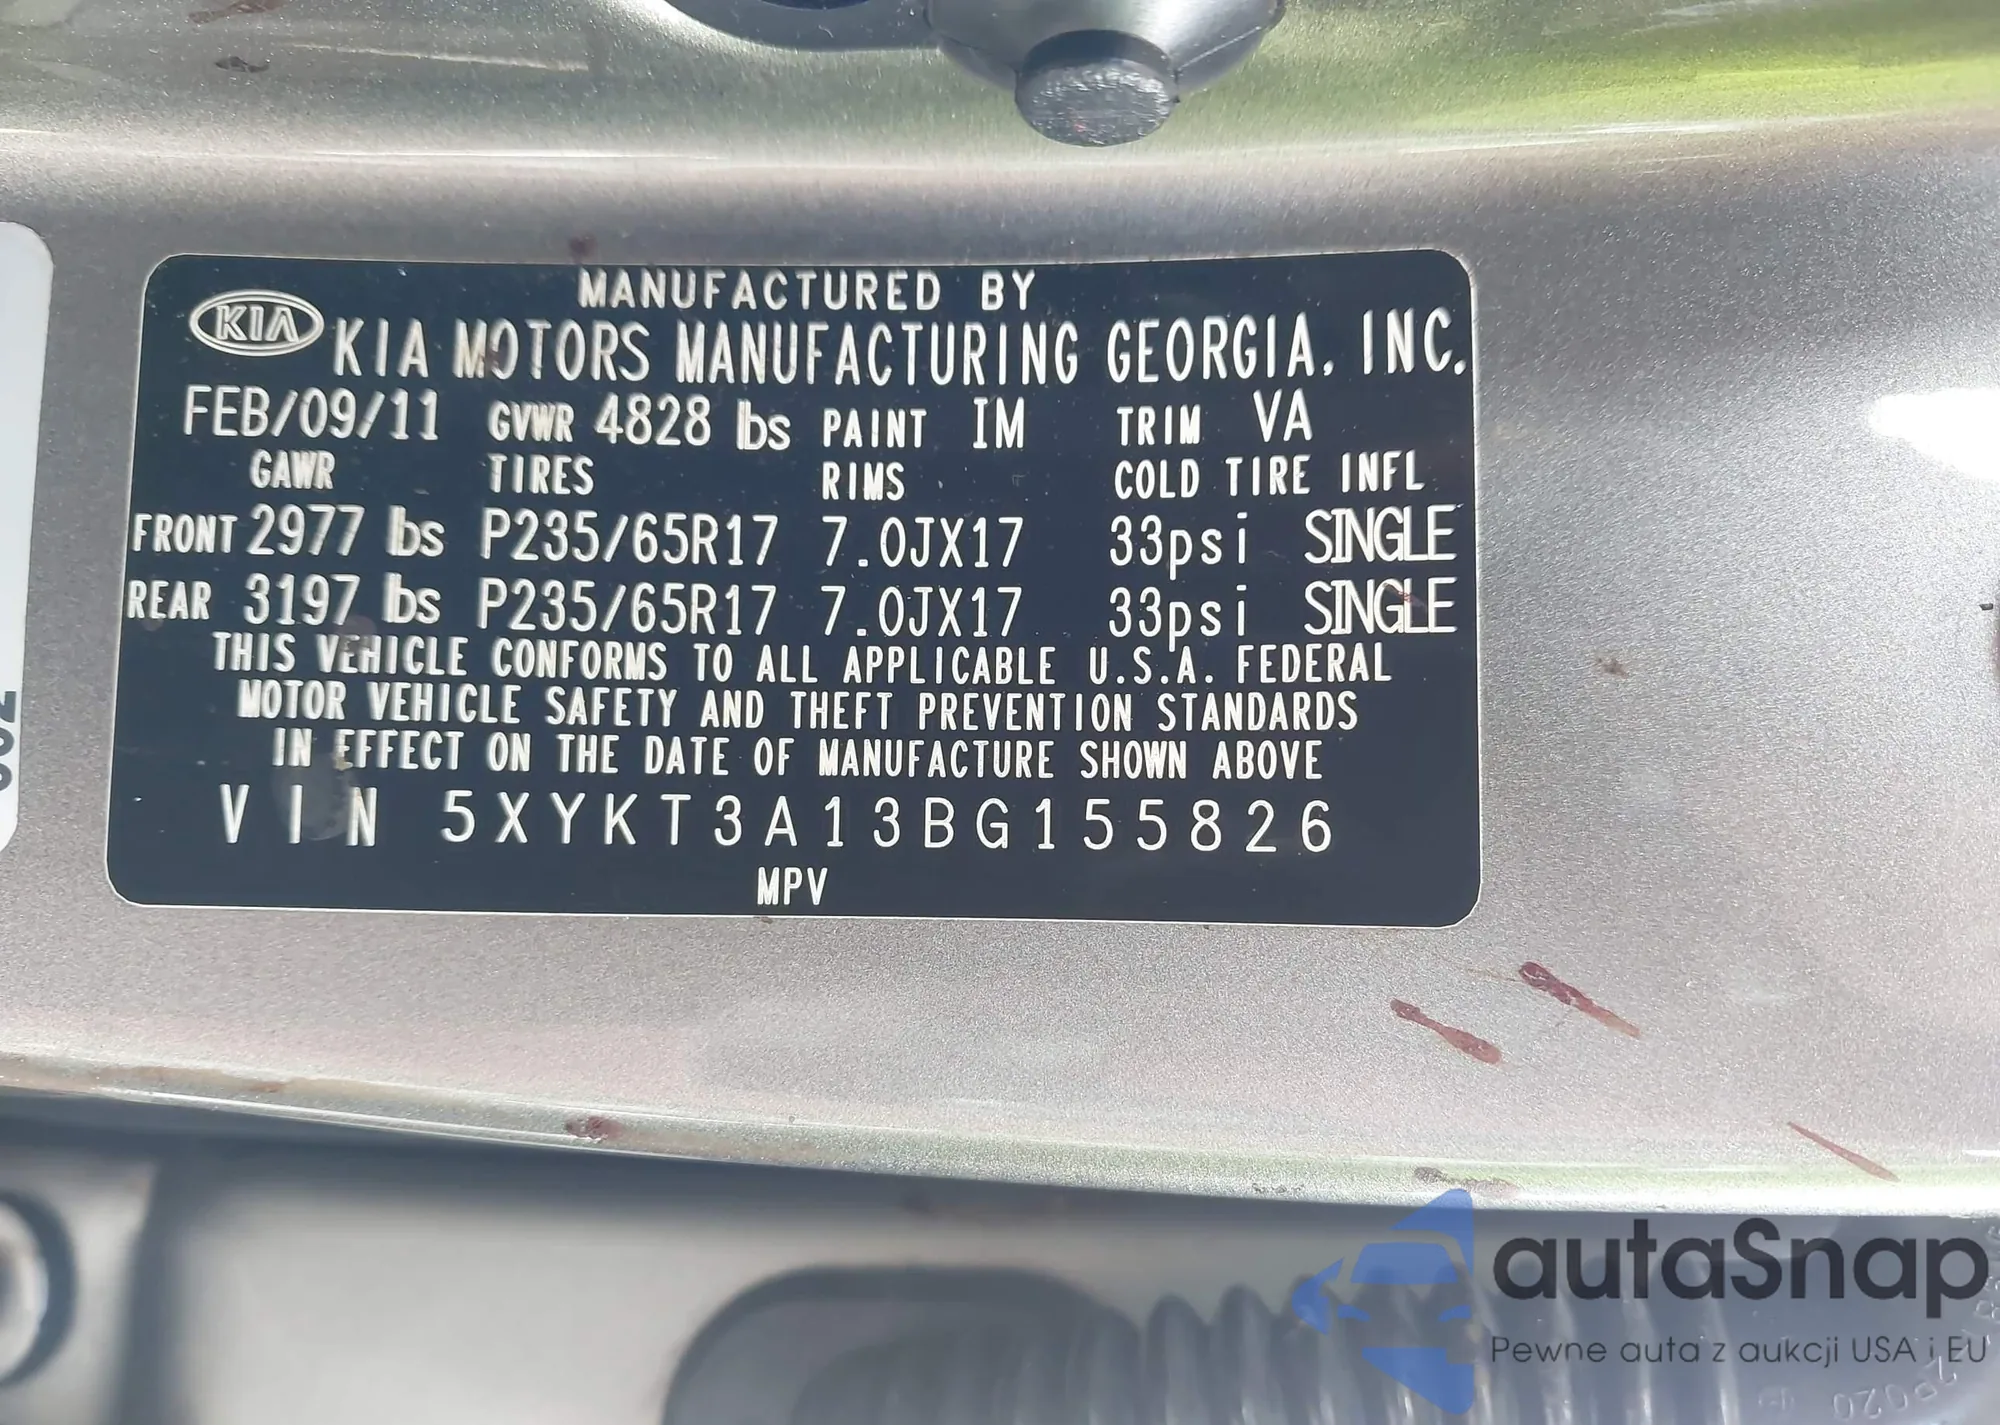 MANUFACTURED BY
KIA KIA MOTORS MANUFACTURING GEORGIA, INC.
FEB/09/11 GVWR 4828 lbs PAINT IM TRIM VA
GAWR TIRES RIMS COLD TIRE INFL
FRONT 2977 lbs P235/65R17 7.0JX17 33psi SINGLE
REAR 3197 lbs P235/65R17 7.0JX17 33psi SINGLE
THIS VEHICLE CONFORMS TO ALL APPLICABLE U.S.A. FEDERAL
MOTOR VEHICLE SAFETY AND THEFT PREVENTION STANDARDS
IN EFFECT ON THE DATE OF MANUFACTURE SHOWN ABOVE
VIN 5XYKT3A13BG155826
MPV
autaSnap
Pewne auta z aukcji USA i EU